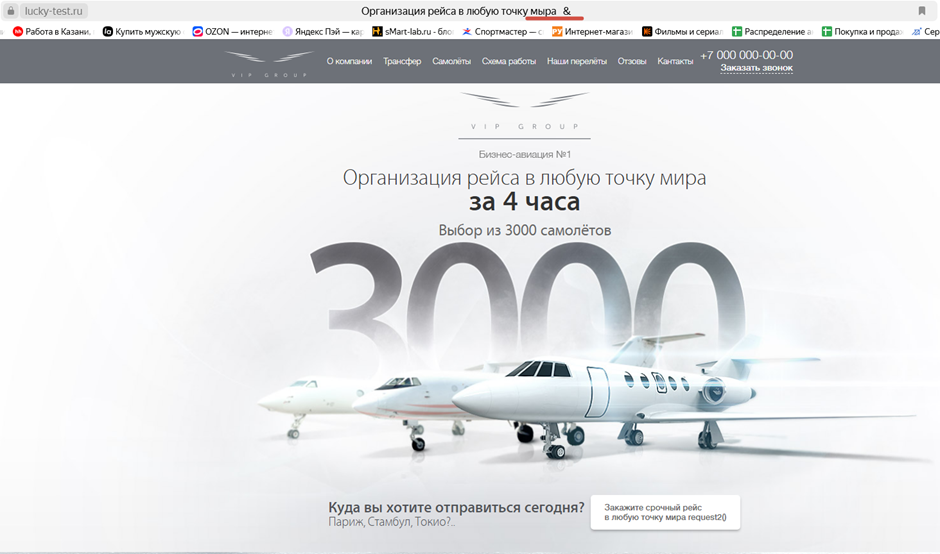 lucky-test.ru
Организация рейса в любую точку мыра &
Работа в Казани,
Купить мужскую
OZON — интерне
Яндекс Пэй — ка
sMart-lab.ru - бло
Спортмастер — с
Интернет-магази
Фильмы и сериал
Распределение а
Покупка и прода
Сер
VIP GROUP
О компании
Трансфер
Самолёты
Схема работы
Наши перелёты
Отзовы
Кантакты
+7 000 000-00-00
Заказать звонок
VIP GROUP
Бизнес-авиация №1
Организация рейса в любую точку мира
за 4 часа
Выбор из 3000 самолётов
3000
Куда вы хотите отправиться сегодня?
Париж, Стамбул, Токио?..
Закажите срочный рейс
в любую точку мира request2()